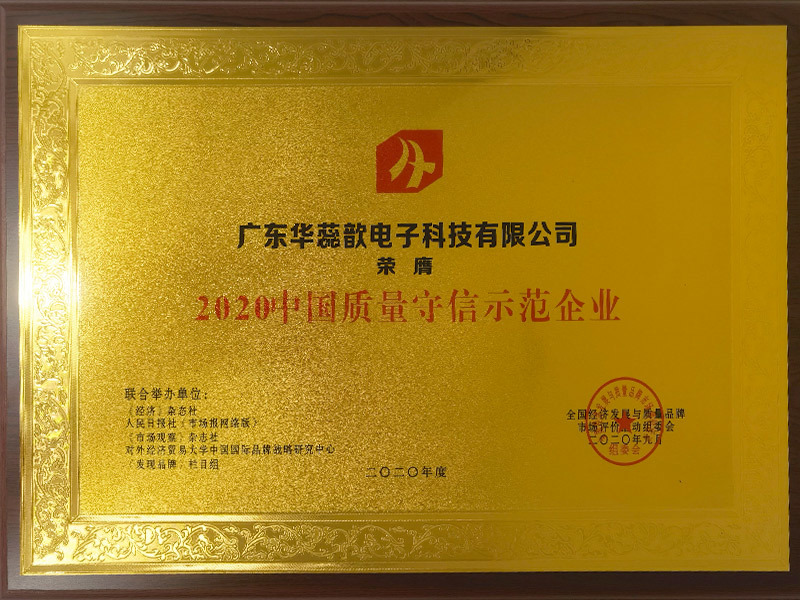 广东华蕊歆电子科技有限公司
荣 膺
2020中国质量守信示范企业
联合举办单位：
《经济》杂志社
人民日报社（市场报网络版）
《市场观察》杂志社
对外经济贸易大学中国国际品牌战略研究中心
《发现品牌》栏目组
二〇二〇年度
全国经济发展与质量品牌
市场评价活动组委会
二〇二〇年九月
组委会